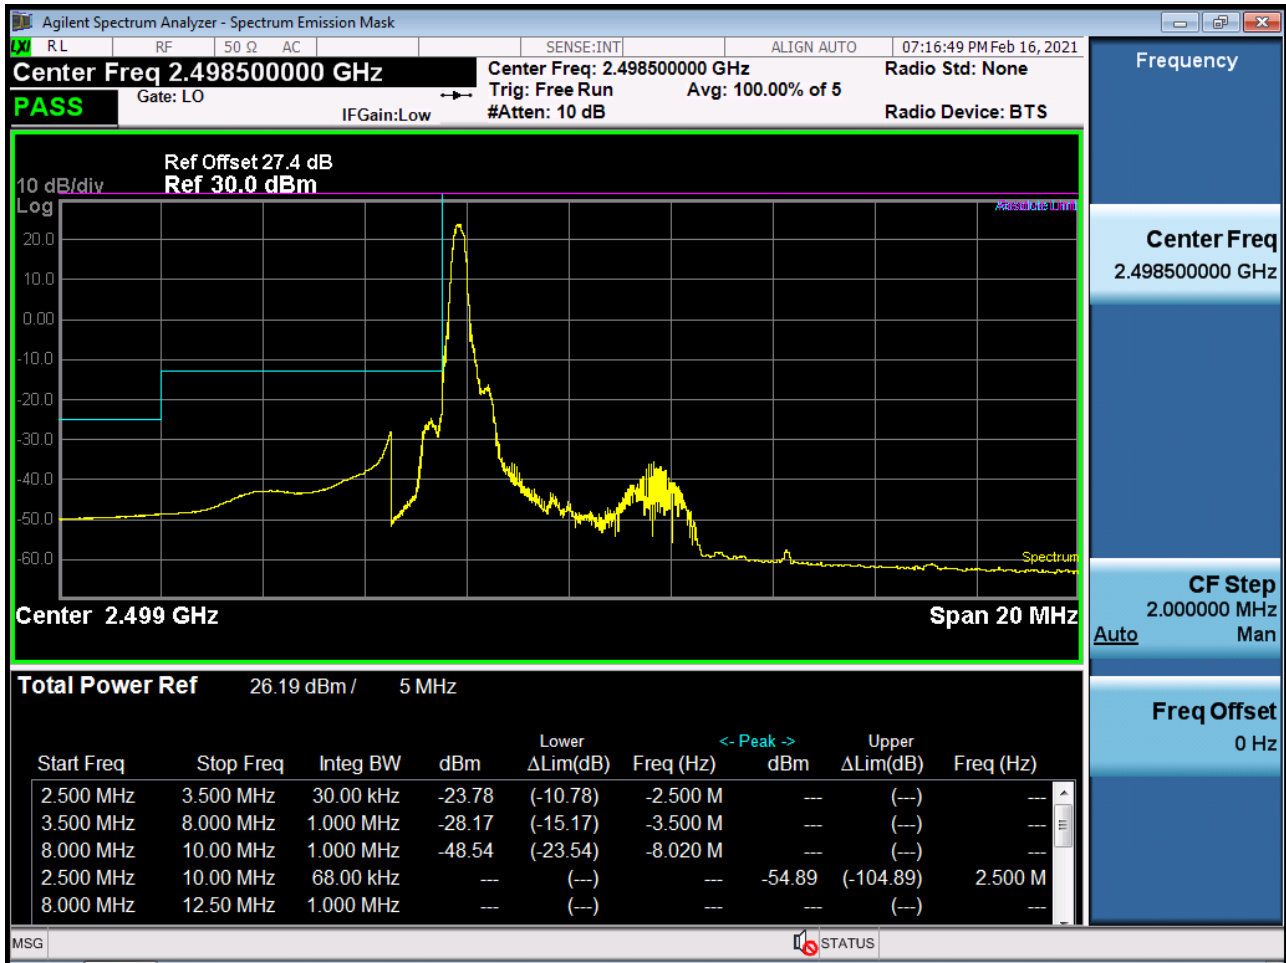 Agilent Spectrum Analyzer - Spectrum Emission Mask
LXI RL RF 50 Ω AC SENSE:INT ALIGN AUTO 07:16:49 PM Feb 16, 2021
Center Freq 2.498500000 GHz Center Freq: 2.498500000 GHz Radio Std: None
Trig: Free Run Avg: 100.00% of 5
PASS Gate: LO IFGain:Low #Atten: 10 dB Radio Device: BTS
Ref Offset 27.4 dB
10 dB/div Ref 30.0 dBm
Log
20.0
10.0
0.00
-10.0
-20.0
-30.0
-40.0
-50.0
-60.0
Spectrum
Center 2.499 GHz Span 20 MHz
Total Power Ref 26.19 dBm / 5 MHz
Lower <- Peak -> Upper
Start Freq Stop Freq Integ BW dBm ΔLim(dB) Freq (Hz) dBm ΔLim(dB) Freq (Hz)
2.500 MHz 3.500 MHz 30.00 kHz -23.78 (-10.78) -2.500 M --- (---) ---
3.500 MHz 8.000 MHz 1.000 MHz -28.17 (-15.17) -3.500 M --- (---) ---
8.000 MHz 10.00 MHz 1.000 MHz -48.54 (-23.54) -8.020 M --- (---) ---
2.500 MHz 10.00 MHz 68.00 kHz --- (---) --- -54.89 (-104.89) 2.500 M
8.000 MHz 12.50 MHz 1.000 MHz --- (---) --- --- (---) ---
MSG STATUS
Frequency
Center Freq
2.498500000 GHz
CF Step
2.000000 MHz
Auto Man
Freq Offset
0 Hz